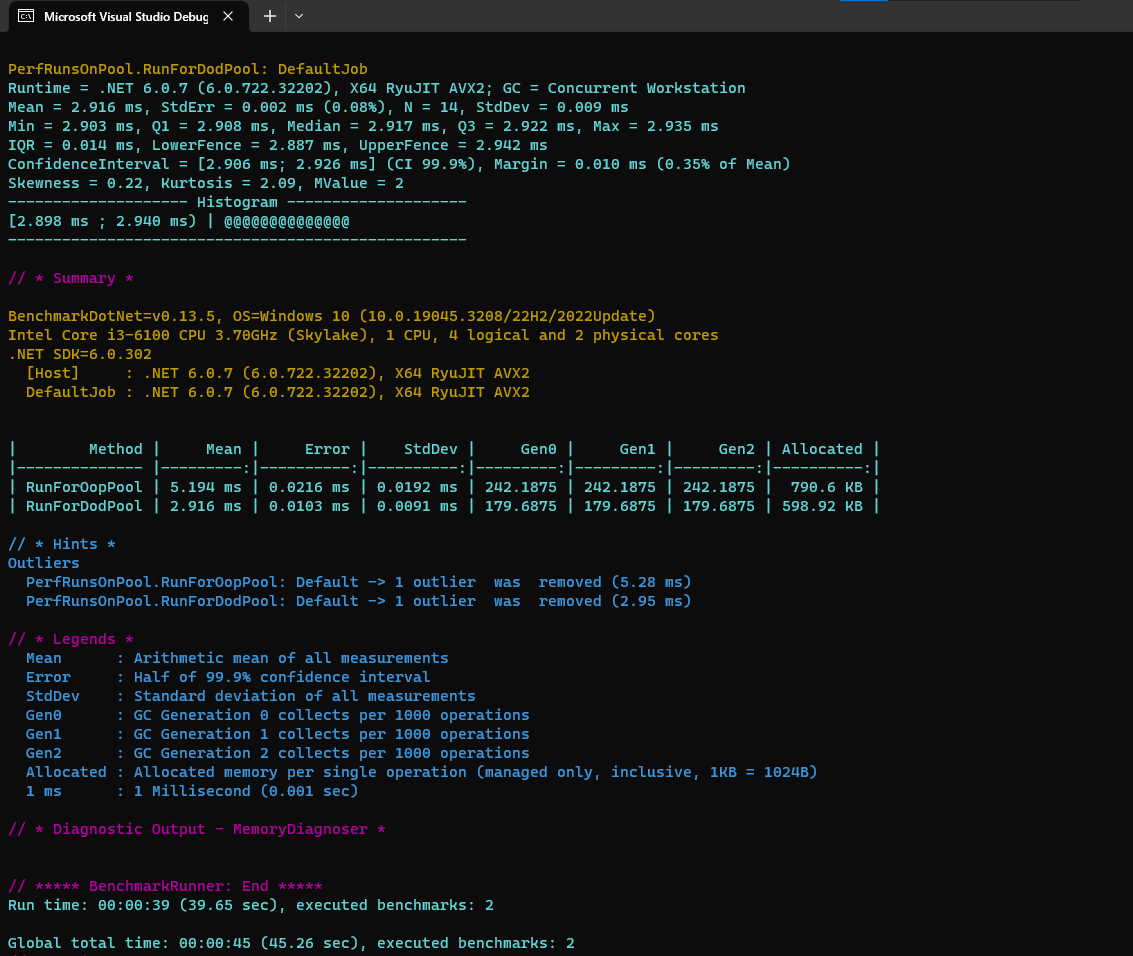 Microsoft Visual Studio Debug
PerfRunsOnPool.RunForDodPool: DefaultJob
Runtime = .NET 6.0.7 (6.0.722.32202), X64 RyuJIT AVX2; GC = Concurrent Workstation
Mean = 2.916 ms, StdErr = 0.002 ms (0.08%), N = 14, StdDev = 0.009 ms
Min = 2.903 ms, Q1 = 2.908 ms, Median = 2.917 ms, Q3 = 2.922 ms, Max = 2.935 ms
IQR = 0.014 ms, LowerFence = 2.887 ms, UpperFence = 2.942 ms
ConfidenceInterval = [2.906 ms; 2.926 ms] (CI 99.9%), Margin = 0.010 ms (0.35% of Mean)
Skewness = 0.22, Kurtosis = 2.09, MValue = 2
-------------------- Histogram --------------------
[2.898 ms ; 2.940 ms) | @@@@@@@@@@@@@@
---------------------------------------------------
// * Summary *
BenchmarkDotNet=v0.13.5, OS=Windows 10 (10.0.19045.3208/22H2/2022Update)
Intel Core i3-6100 CPU 3.70GHz (Skylake), 1 CPU, 4 logical and 2 physical cores
.NET SDK=6.0.302
  [Host]     : .NET 6.0.7 (6.0.722.32202), X64 RyuJIT AVX2
  DefaultJob : .NET 6.0.7 (6.0.722.32202), X64 RyuJIT AVX2
|        Method |     Mean |     Error |    StdDev |     Gen0 |     Gen1 |     Gen2 | Allocated |
|-------------- |---------:|----------:|----------:|---------:|---------:|---------:|----------:|
| RunForOopPool | 5.194 ms | 0.0216 ms | 0.0192 ms | 242.1875 | 242.1875 | 242.1875 |  790.6 KB |
| RunForDodPool | 2.916 ms | 0.0103 ms | 0.0091 ms | 179.6875 | 179.6875 | 179.6875 | 598.92 KB |
// * Hints *
Outliers
  PerfRunsOnPool.RunForOopPool: Default -> 1 outlier  was  removed (5.28 ms)
  PerfRunsOnPool.RunForDodPool: Default -> 1 outlier  was  removed (2.95 ms)
// * Legends *
  Mean      : Arithmetic mean of all measurements
  Error     : Half of 99.9% confidence interval
  StdDev    : Standard deviation of all measurements
  Gen0      : GC Generation 0 collects per 1000 operations
  Gen1      : GC Generation 1 collects per 1000 operations
  Gen2      : GC Generation 2 collects per 1000 operations
  Allocated : Allocated memory per single operation (managed only, inclusive, 1KB = 1024B)
  1 ms      : 1 Millisecond (0.001 sec)
// * Diagnostic Output - MemoryDiagnoser *
// ***** BenchmarkRunner: End *****
Run time: 00:00:39 (39.65 sec), executed benchmarks: 2
Global total time: 00:00:45 (45.26 sec), executed benchmarks: 2